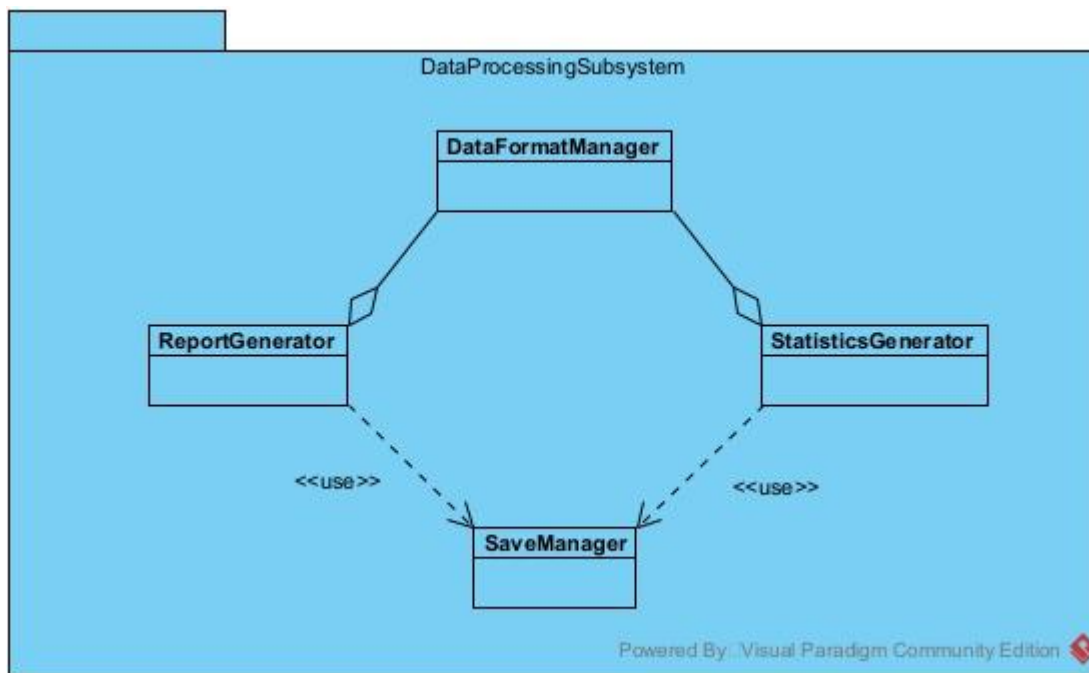 DataProcessingSubsystem
DataFormatManager
ReportGenerator
StatisticsGenerator
<<use>>
<<use>>
SaveManager
Powered By: Visual Paradigm Community Edition